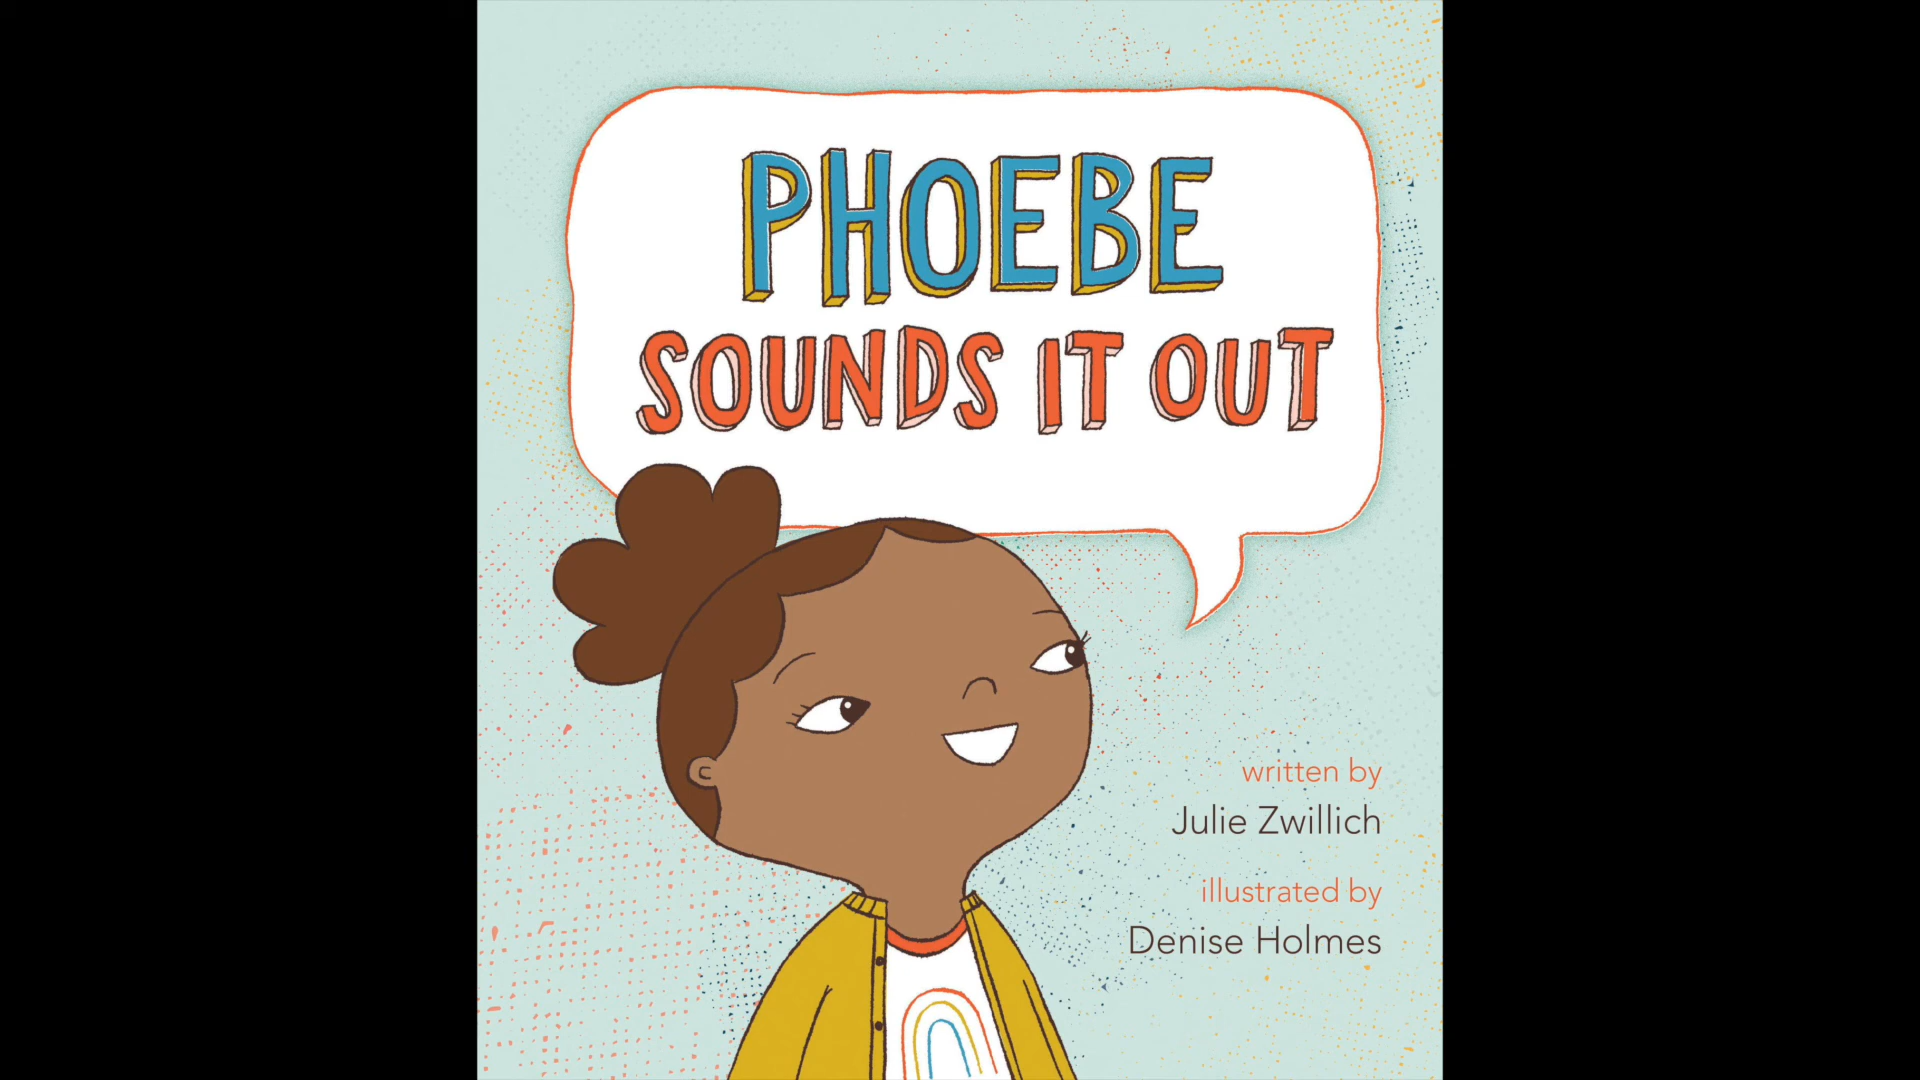 PHOEBE
SOUNDS IT OUT
written by
Julie Zwillich
illustrated by
Denise Holmes